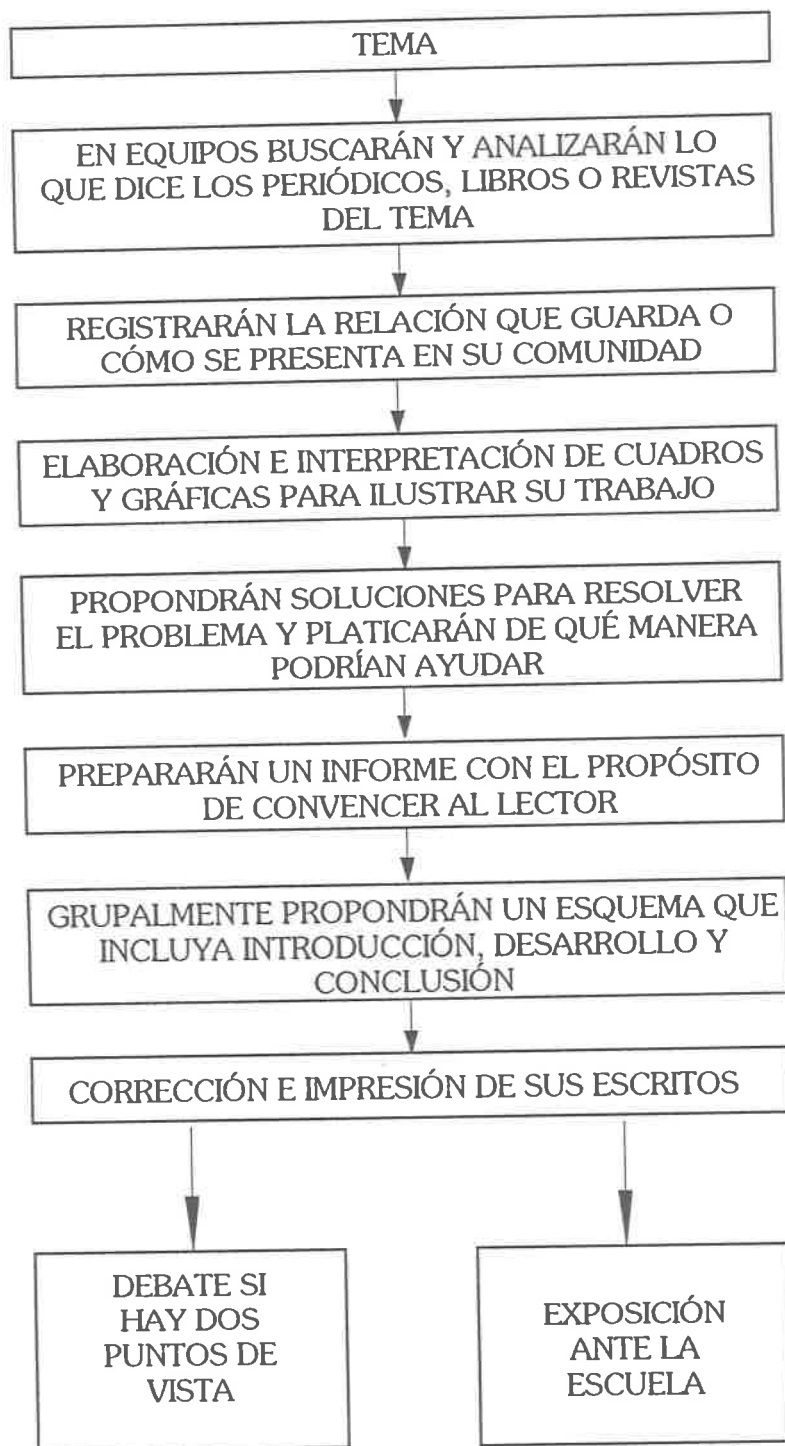 TEMA
EN EQUIPOS BUSCARÁN Y ANALIZARÁN LO
QUE DICE LOS PERIÓDICOS, LIBROS O REVISTAS
DEL TEMA
REGISTRARÁN LA RELACIÓN QUE GUARDA O
CÓMO SE PRESENTA EN SU COMUNIDAD
ELABORACIÓN E INTERPRETACIÓN DE CUADROS
Y GRÁFICAS PARA ILUSTRAR SU TRABAJO
PROPONDRÁN SOLUCIONES PARA RESOLVER
EL PROBLEMA Y PLATICARÁN DE QUÉ MANERA
PODRÍAN AYUDAR
PREPARARÁN UN INFORME CON EL PROPÓSITO
DE CONVENCER AL LECTOR
GRUPALMENTE PROPONDRÁN UN ESQUEMA QUE
INCLUYA INTRODUCCIÓN, DESARROLLO Y
CONCLUSIÓN
CORRECCIÓN E IMPRESIÓN DE SUS ESCRITOS
DEBATE SI
HAY DOS
PUNTOS DE
VISTA
EXPOSICIÓN
ANTE LA
ESCUELA